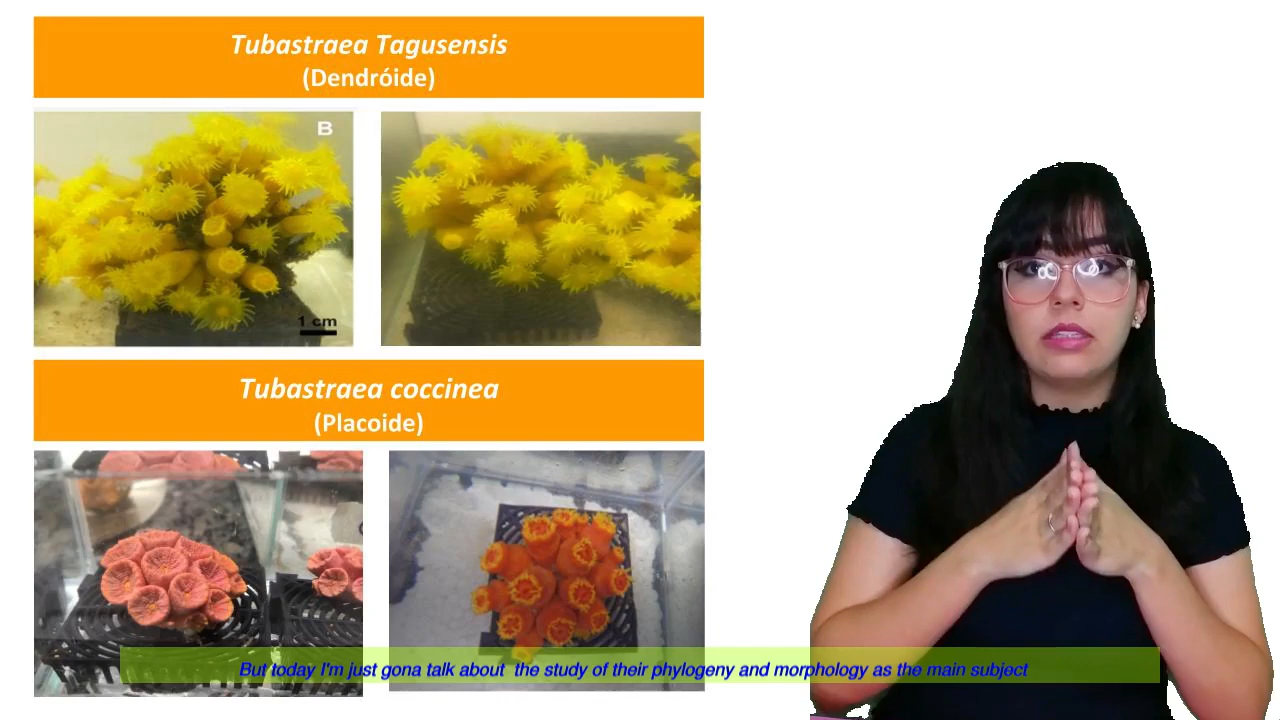 Tubastraea Tagusensis
(Dendróide)
B
1 cm
Tubastraea coccinea
(Placoide)
But today I'm just gona talk about the study of their phylogeny and morphology as the main subject